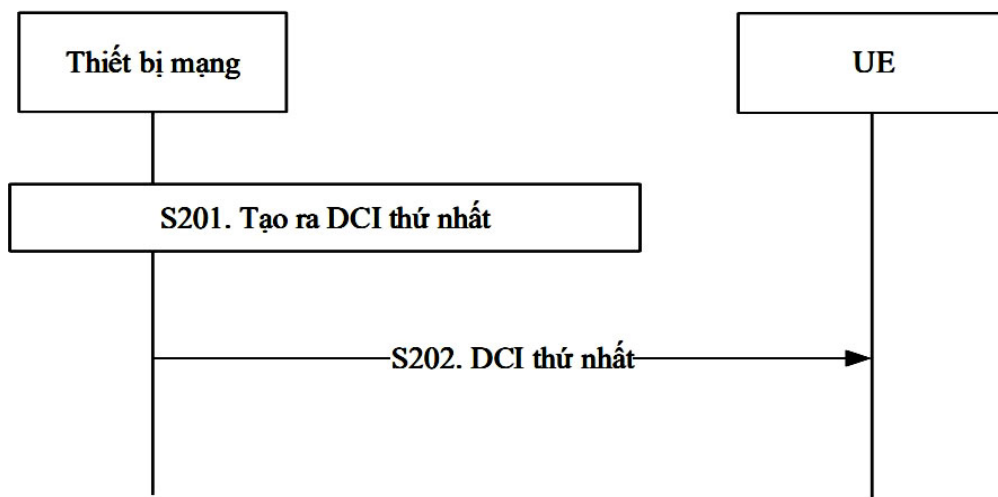 Thiết bị mạng
UE
S201. Tạo ra DCI thứ nhất
S202. DCI thứ nhất